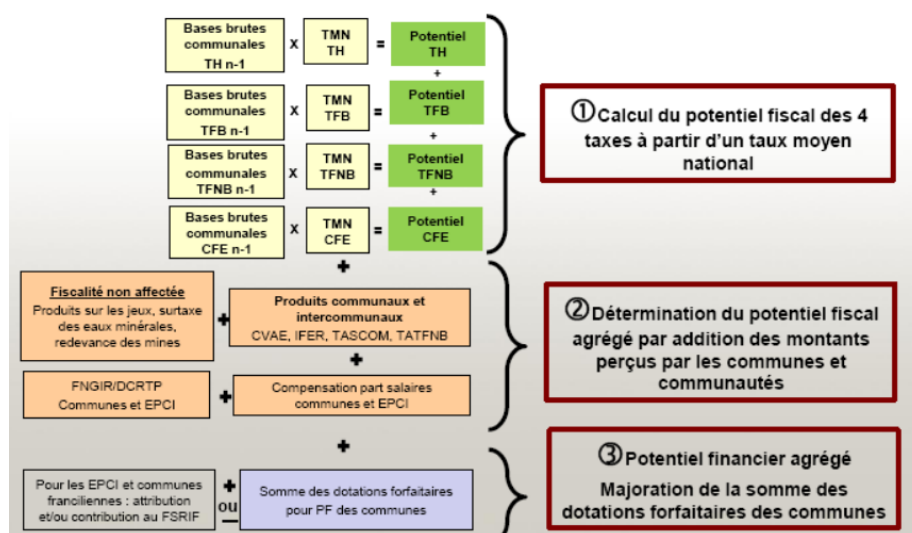 Bases brutes
communales
TH n-1
X
TMN
TH
=
Potentiel
TH
+
Bases brutes
communales
TFB n-1
X
TMN
TFB
=
Potentiel
TFB
+
Bases brutes
communales
TFNB n-1
X
TMN
TFNB
=
Potentiel
TFNB
+
Bases brutes
communales
CFE n-1
X
TMN
CFE
=
Potentiel
CFE
①Calcul du potentiel fiscal des 4
taxes à partir d'un taux moyen
national
+
Fiscalité non affectée
Produits sur les jeux, surtaxe
des eaux minérales,
redevance des mines
+
Produits communaux et
intercommunaux
CVAE, IFER, TASCOM, TATFNB
+
FNGIR/DCRTP
Communes et EPCI
+
Compensation part salaires
communes et EPCI
②Détermination du potentiel fiscal
agrégé par addition des montants
perçus par les communes et
communautés
+
Pour les EPCI et communes
franciliennes : attribution
et/ou contribution au FSRIF
+
ou
–
Somme des dotations forfaitaires
pour PF des communes
③Potentiel financier agrégé
Majoration de la somme des
dotations forfaitaires des communes